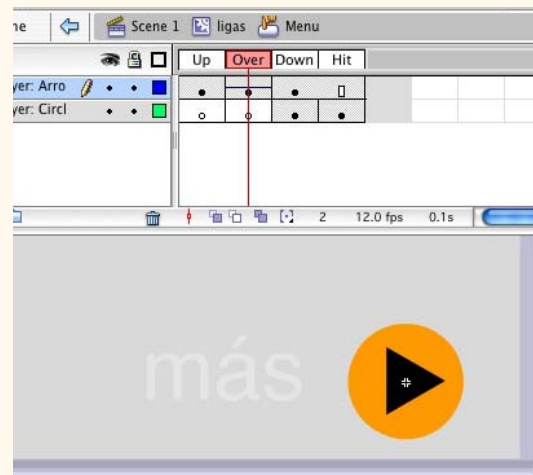 ne Scene 1 ligas Menu
Up Over Down Hit
yer: Arro
yer: Circl
2 12.0 fps 0.1s
más